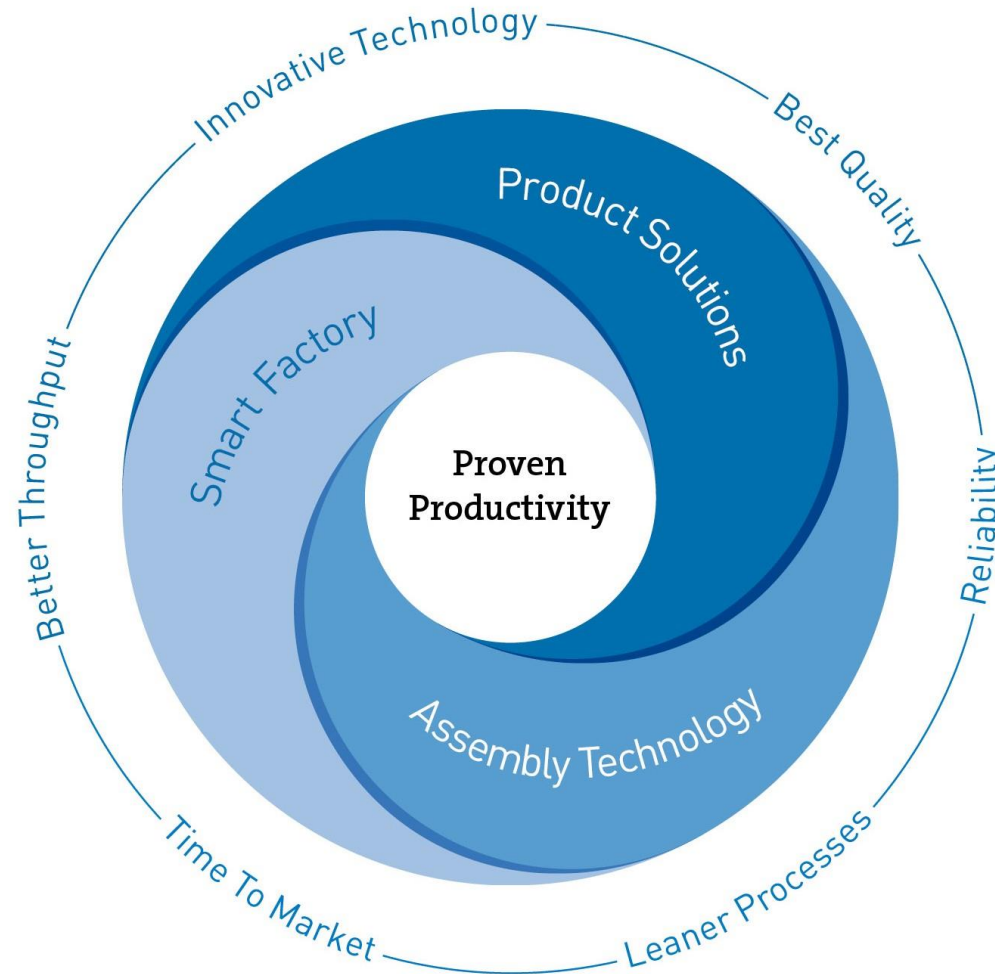 Innovative Technology
Best Quality
Reliability
Leaner Processes
Time To Market
Better Throughput
Product Solutions
Assembly Technology
Smart Factory
Proven
Productivity